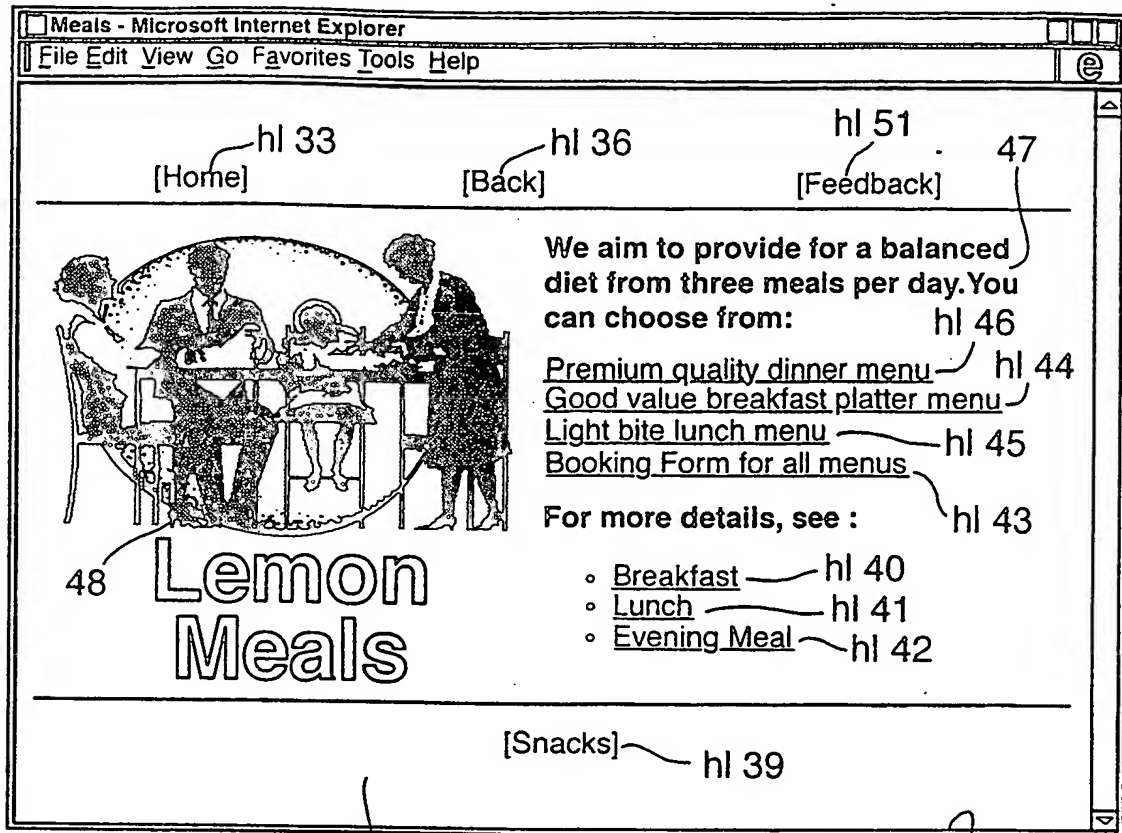 Meals - Microsoft Internet Explorer
File Edit View Go Favorites Tools Help
e
hl 33
hl 36
hl 51
47
[Home]
[Back]
[Feedback]
We aim to provide for a balanced
diet from three meals per day.You
can choose from:
hl 46
Premium quality dinner menu
hl 44
Good value breakfast platter menu
Light bite lunch menu
hl 45
Booking Form for all menus
For more details, see :
hl 43
48
Lemon
Meals
Breakfast
hl 40
Lunch
hl 41
Evening Meal
hl 42
[Snacks]
hl 39